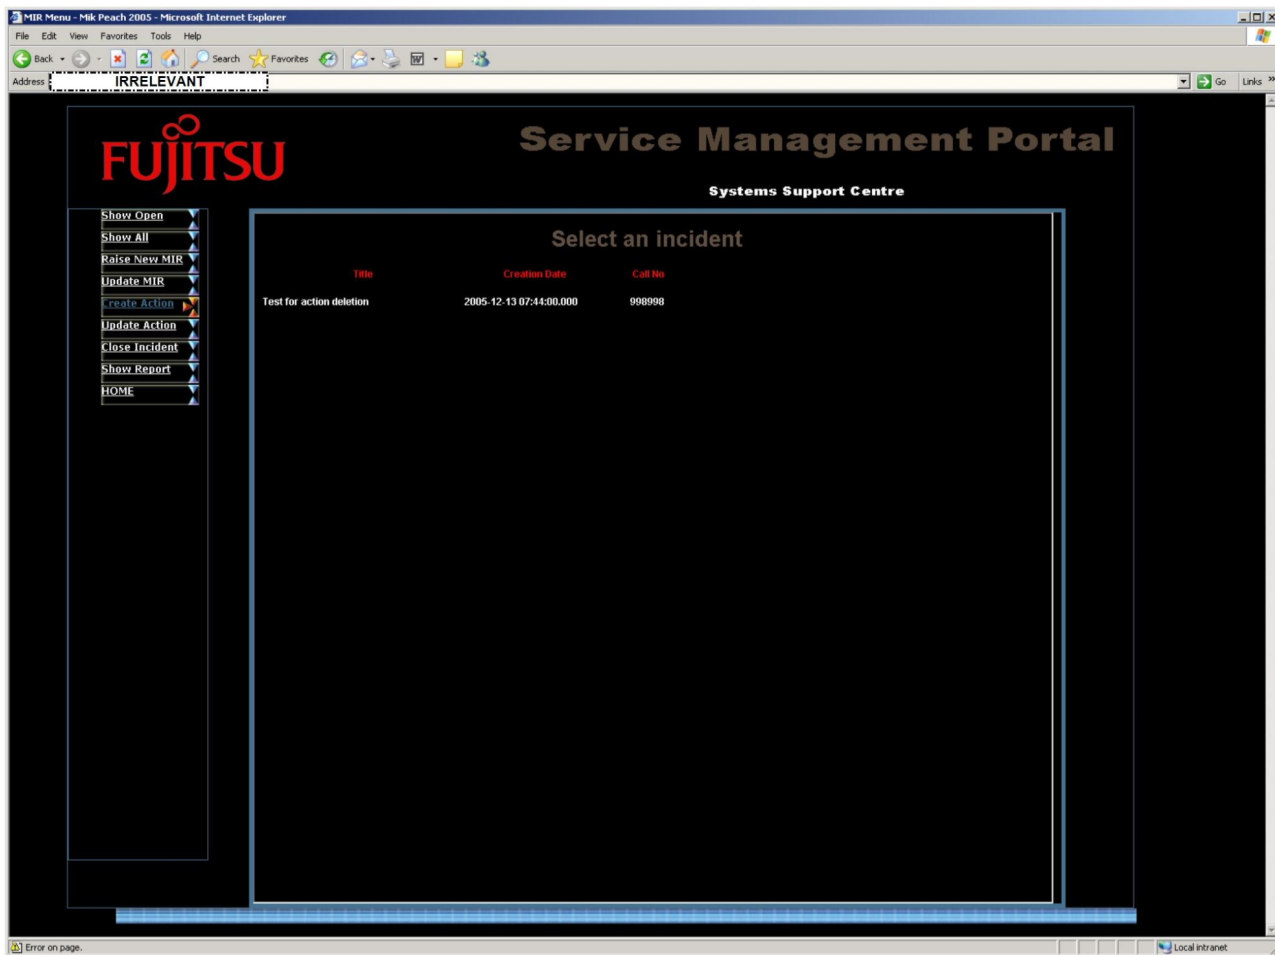 MIR Menu - Mik Peach 2005 - Microsoft Internet Explorer
File Edit View Favorites Tools Help
Back Search Favorites
Address IRRELEVANT Go Links »
FUJITSU
Service Management Portal
Systems Support Centre
Show Open
Show All
Raise New MIR
Update MIR
Create Action
Update Action
Close Incident
Show Report
HOME
Select an incident
Title Creation Date Call No
Test for action deletion 2005-12-13 07:44:00.000 998998
Error on page. Local intranet